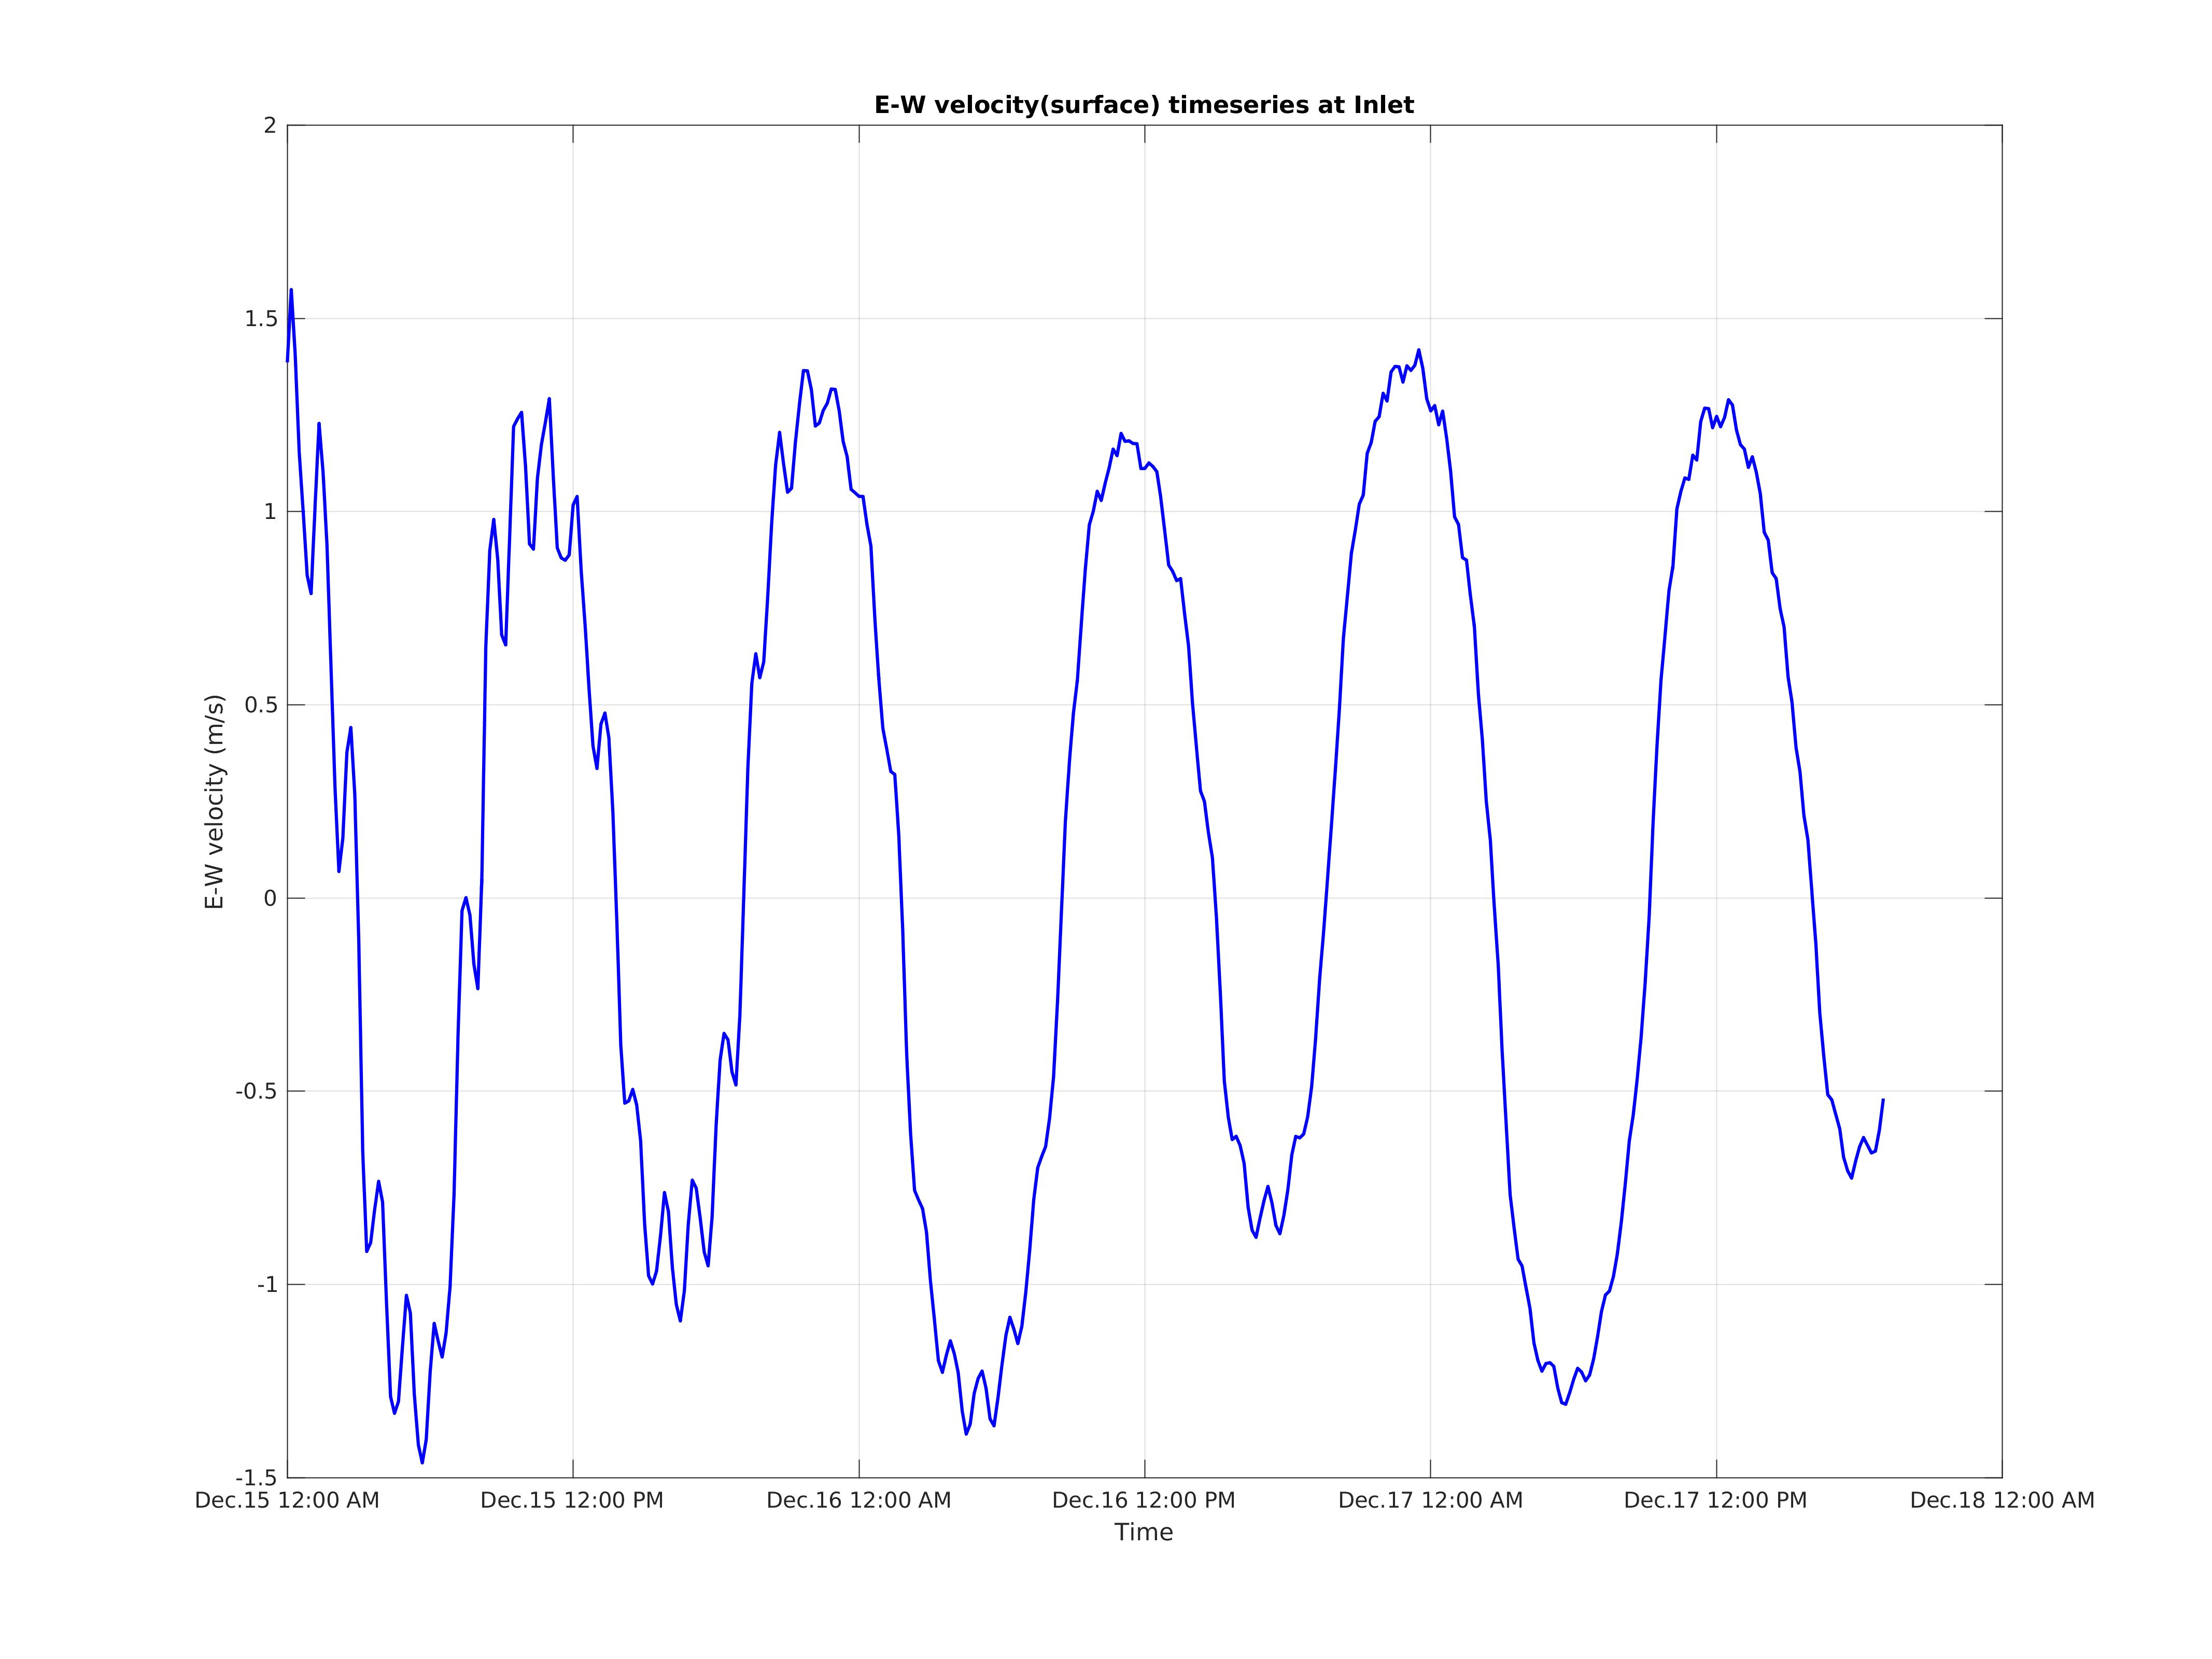 E-W velocity(surface) timeseries at Inlet
2
1.5
1
0.5
0
-0.5
-1
-1.5
E-W velocity (m/s)
Dec.15 12:00 AM Dec.15 12:00 PM Dec.16 12:00 AM Dec.16 12:00 PM Dec.17 12:00 AM Dec.17 12:00 PM Dec.18 12:00 AM
Time